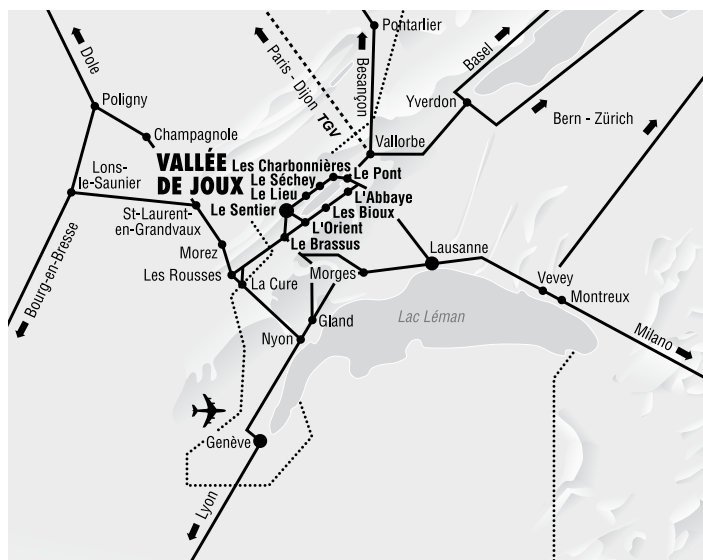 Pontarlier
Dole
Paris - Dijon TGV
Besançon
Basel
Poligny
Yverdon
Bern - Zürich
Champagnole
Vallorbe
VALLÉE
DE JOUX
Les Charbonnières
Le Pont
Lons-
le-Saunier
Le Séchey
Le Lieu
L'Abbaye
St-Laurent-
en-Grandvaux
Le Sentier
Les Bioux
L'Orient
Le Brassus
Morez
Lausanne
Les Rousses
Morges
La Cure
Vevey
Montreux
Bourg-en-Bresse
Gland
Lac Léman
Nyon
Milano
Genève
Lyon